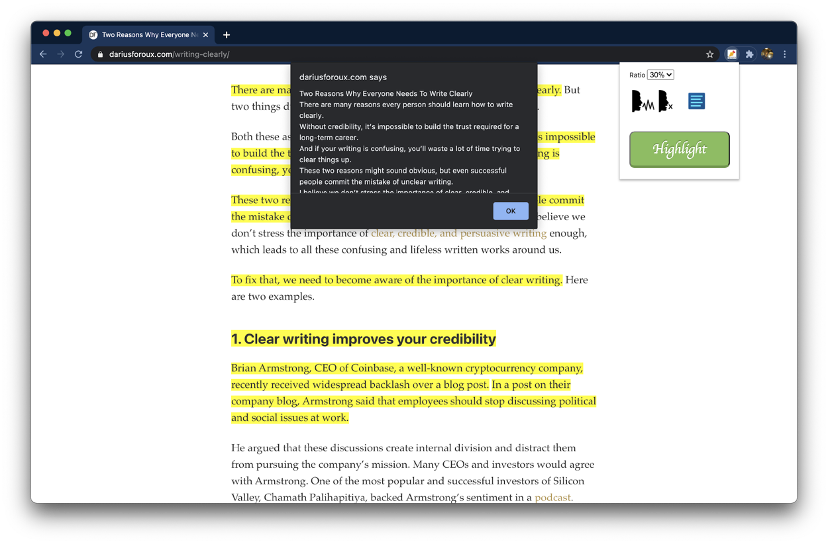 Two Reasons Why Everyone Ne
dariusforoux.com/writing-clearly/
dariusforoux.com says
Two Reasons Why Everyone Needs To Write Clearly
There are many reasons every person should learn how to write
clearly.
Without credibility, it's impossible to build the trust required for a
long-term career.
And if your writing is confusing, you'll waste a lot of time trying to
clear things up.
These two reasons might sound obvious, but even successful
people commit the mistake of unclear writing.
I believe we don't stress the importance of clear, credible, and
OK
Ratio 30%
Highlight
There are ma early. But
two things d
Both these as s impossible
to build the t ng is
confusing, yo
These two re le commit
the mistake o believe we
don't stress the importance of clear, credible, and persuasive writing enough,
which leads to all these confusing and lifeless written works around us.
To fix that, we need to become aware of the importance of clear writing. Here
are two examples.
1. Clear writing improves your credibility
Brian Armstrong, CEO of Coinbase, a well-known cryptocurrency company,
recently received widespread backlash over a blog post. In a post on their
company blog, Armstrong said that employees should stop discussing political
and social issues at work.
He argued that these discussions create internal division and distract them
from pursuing the company's mission. Many CEOs and investors would agree
with Armstrong. One of the most popular and successful investors of Silicon
Valley, Chamath Palihapitiya, backed Armstrong's sentiment in a podcast.